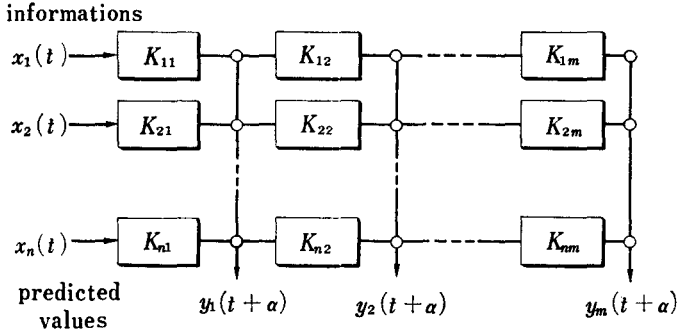 informations
x₁(t) K₁₁ K₁₂ K₁ₘ
x₂(t) K₂₁ K₂₂ K₂ₘ
xₙ(t) Kₙ₁ Kₙ₂ Kₙₘ
predicted
values
y₁(t + α) y₂(t + α) yₘ(t + α)